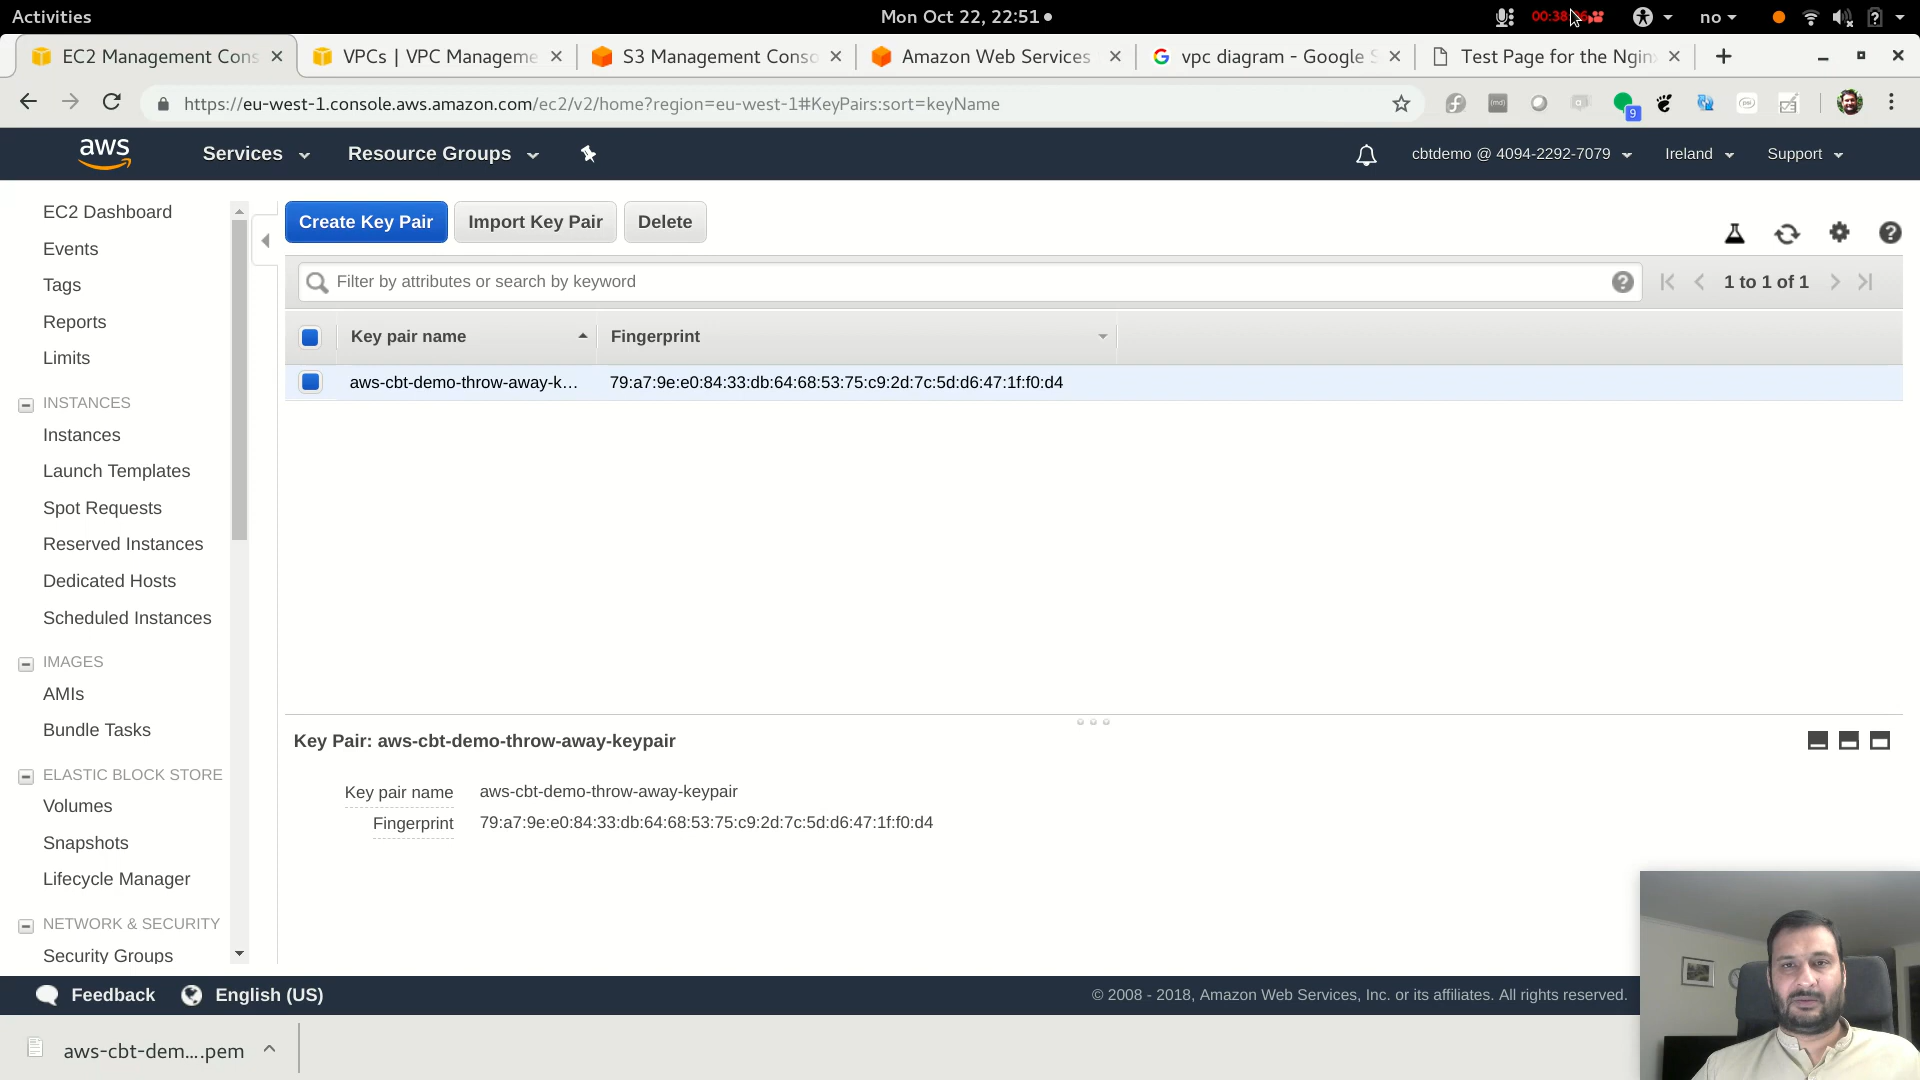 Activities
Mon Oct 22, 22:51
no
EC2 Management Cons
VPCs | VPC Manageme
S3 Management Conso
Amazon Web Services
vpc diagram - Google S
Test Page for the Nginx
https://eu-west-1.console.aws.amazon.com/ec2/v2/home?region=eu-west-1#KeyPairs:sort=keyName
9
aws
Services
Resource Groups
cbtdemo @ 4094-2292-7079
Ireland
Support
EC2 Dashboard
Events
Tags
Reports
Limits
INSTANCES
Instances
Launch Templates
Spot Requests
Reserved Instances
Dedicated Hosts
Scheduled Instances
IMAGES
AMIs
Bundle Tasks
ELASTIC BLOCK STORE
Volumes
Snapshots
Lifecycle Manager
NETWORK & SECURITY
Security Groups
Create Key Pair
Import Key Pair
Delete
Filter by attributes or search by keyword
1 to 1 of 1
Key pair name
Fingerprint
aws-cbt-demo-throw-away-k...
79:a7:9e:e0:84:33:db:64:68:53:75:c9:2d:7c:5d:d6:47:1f:f0:d4
Key Pair: aws-cbt-demo-throw-away-keypair
Key pair name
aws-cbt-demo-throw-away-keypair
Fingerprint
79:a7:9e:e0:84:33:db:64:68:53:75:c9:2d:7c:5d:d6:47:1f:f0:d4
Feedback
English (US)
© 2008 - 2018, Amazon Web Services, Inc. or its affiliates. All rights reserved.
aws-cbt-dem....pem